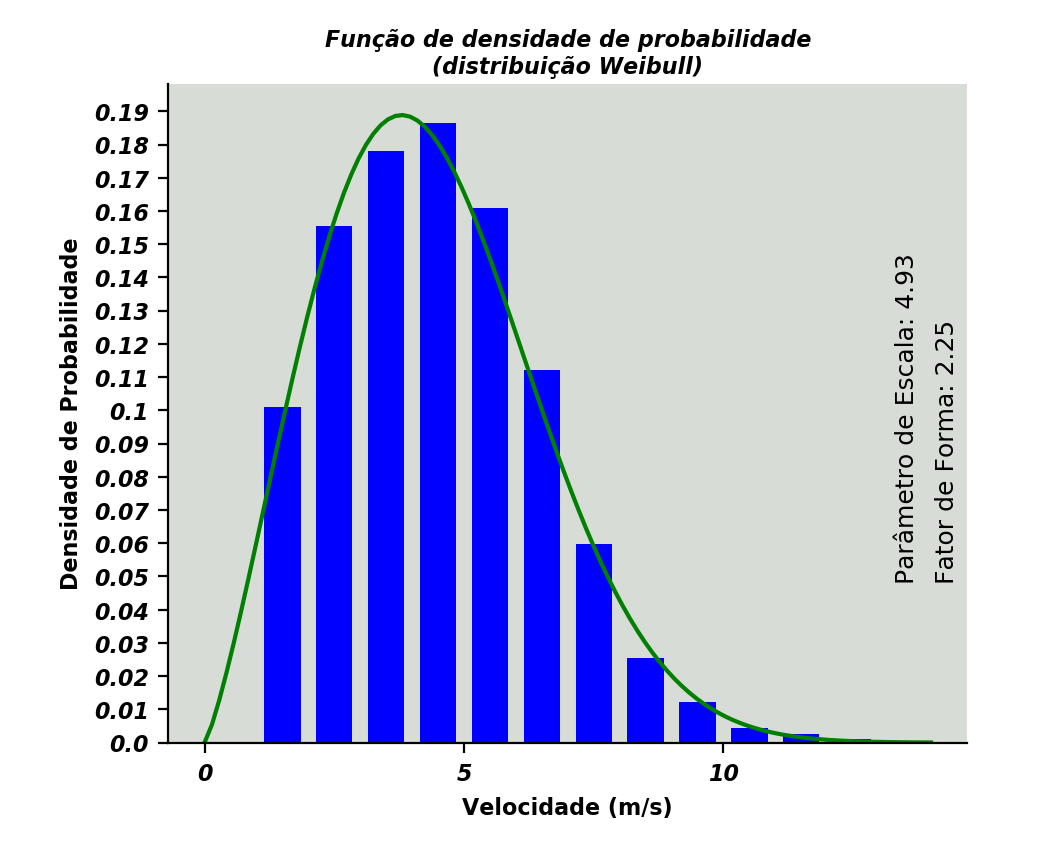 Função de densidade de probabilidade
(distribuição Weibull)
Densidade de Probabilidade
0.19
0.18
0.17
0.16
0.15
0.14
0.13
0.12
0.11
0.1
0.09
0.08
0.07
0.06
0.05
0.04
0.03
0.02
0.01
0.0
Parâmetro de Escala: 4.93
Fator de Forma: 2.25
0 5 10
Velocidade (m/s)